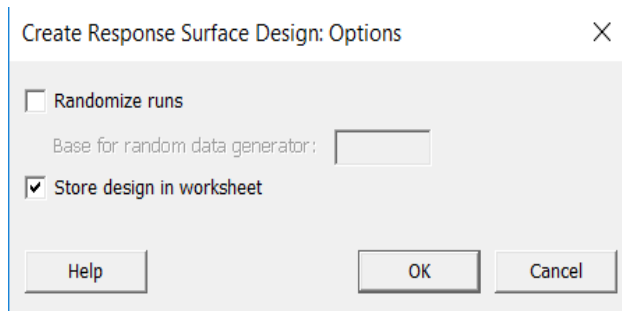 Create Response Surface Design: Options
Randomize runs
Base for random data generator:
Store design in worksheet
Help OK Cancel